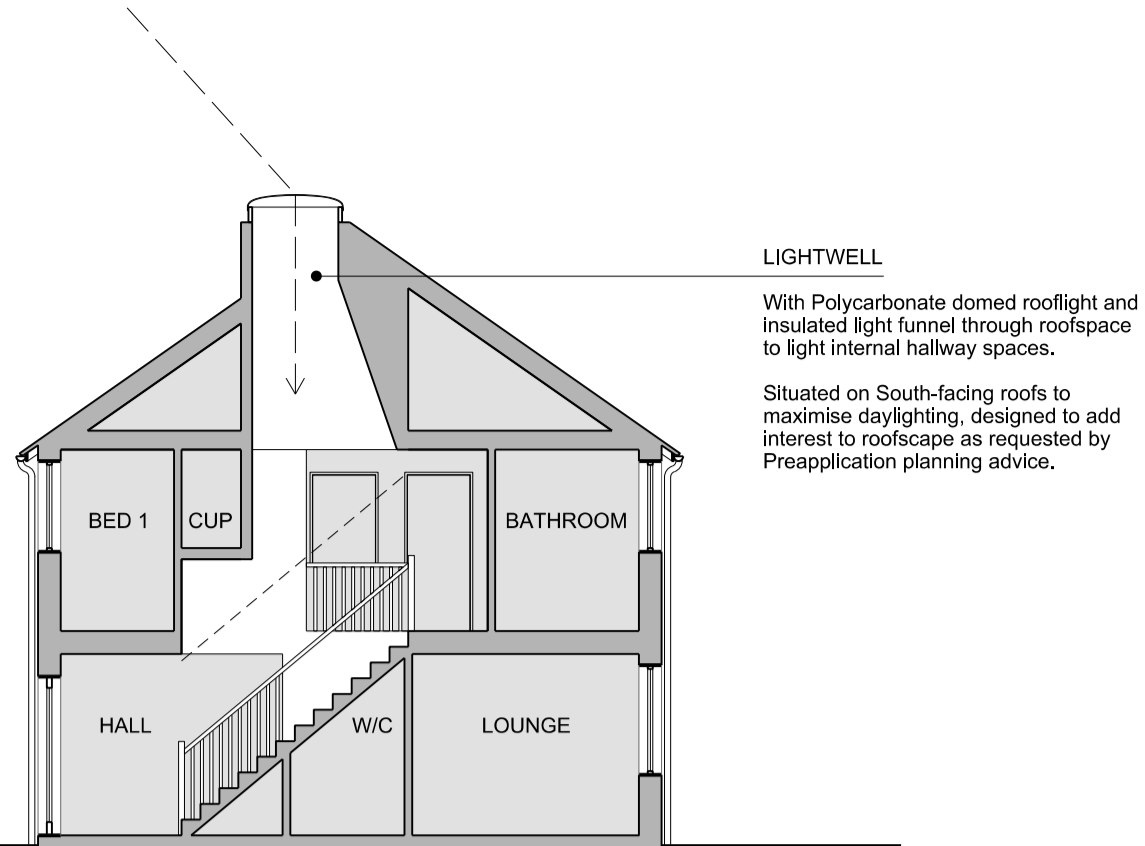 LIGHTWELL
With Polycarbonate domed rooflight and
insulated light funnel through roofspace
to light internal hallway spaces.
Situated on South-facing roofs to
maximise daylighting, designed to add
interest to roofscape as requested by
Preapplication planning advice.
BED 1
CUP
BATHROOM
HALL
W/C
LOUNGE